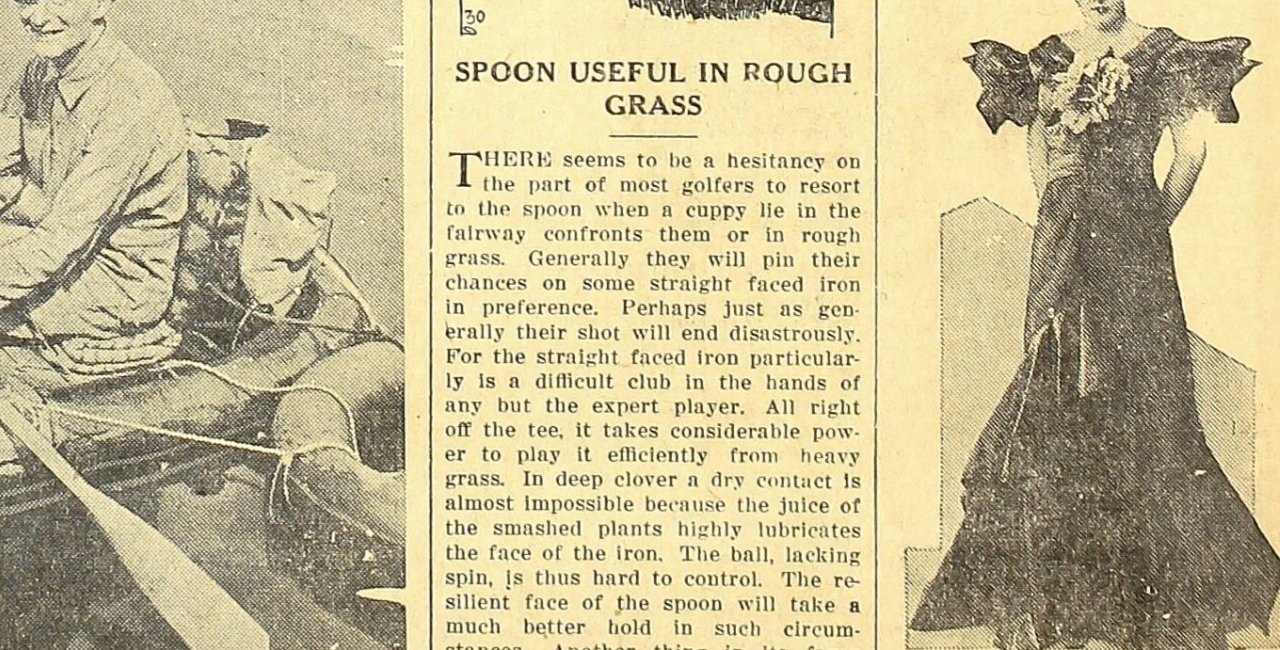 30
SPOON USEFUL IN ROUGH
GRASS
THERE seems to be a hesitancy on
the part of most golfers to resort
to the spoon when a cuppy lie in the
fairway confronts them or in rough
grass. Generally they will pin their
chances on some straight faced iron
in preference. Perhaps just as gen-
erally their shot will end disastrously.
For the straight faced iron particular-
ly is a difficult club in the hands of
any but the expert player. All right
off the tee, it takes considerable pow-
er to play it efficiently from heavy
grass. In deep clover a dry contact is
almost impossible because the juice of
the smashed plants highly lubricates
the face of the iron. The ball, lacking
spin, is thus hard to control. The re-
silient face of the spoon will take a
much better hold in such circum-
stances. Another thing in its